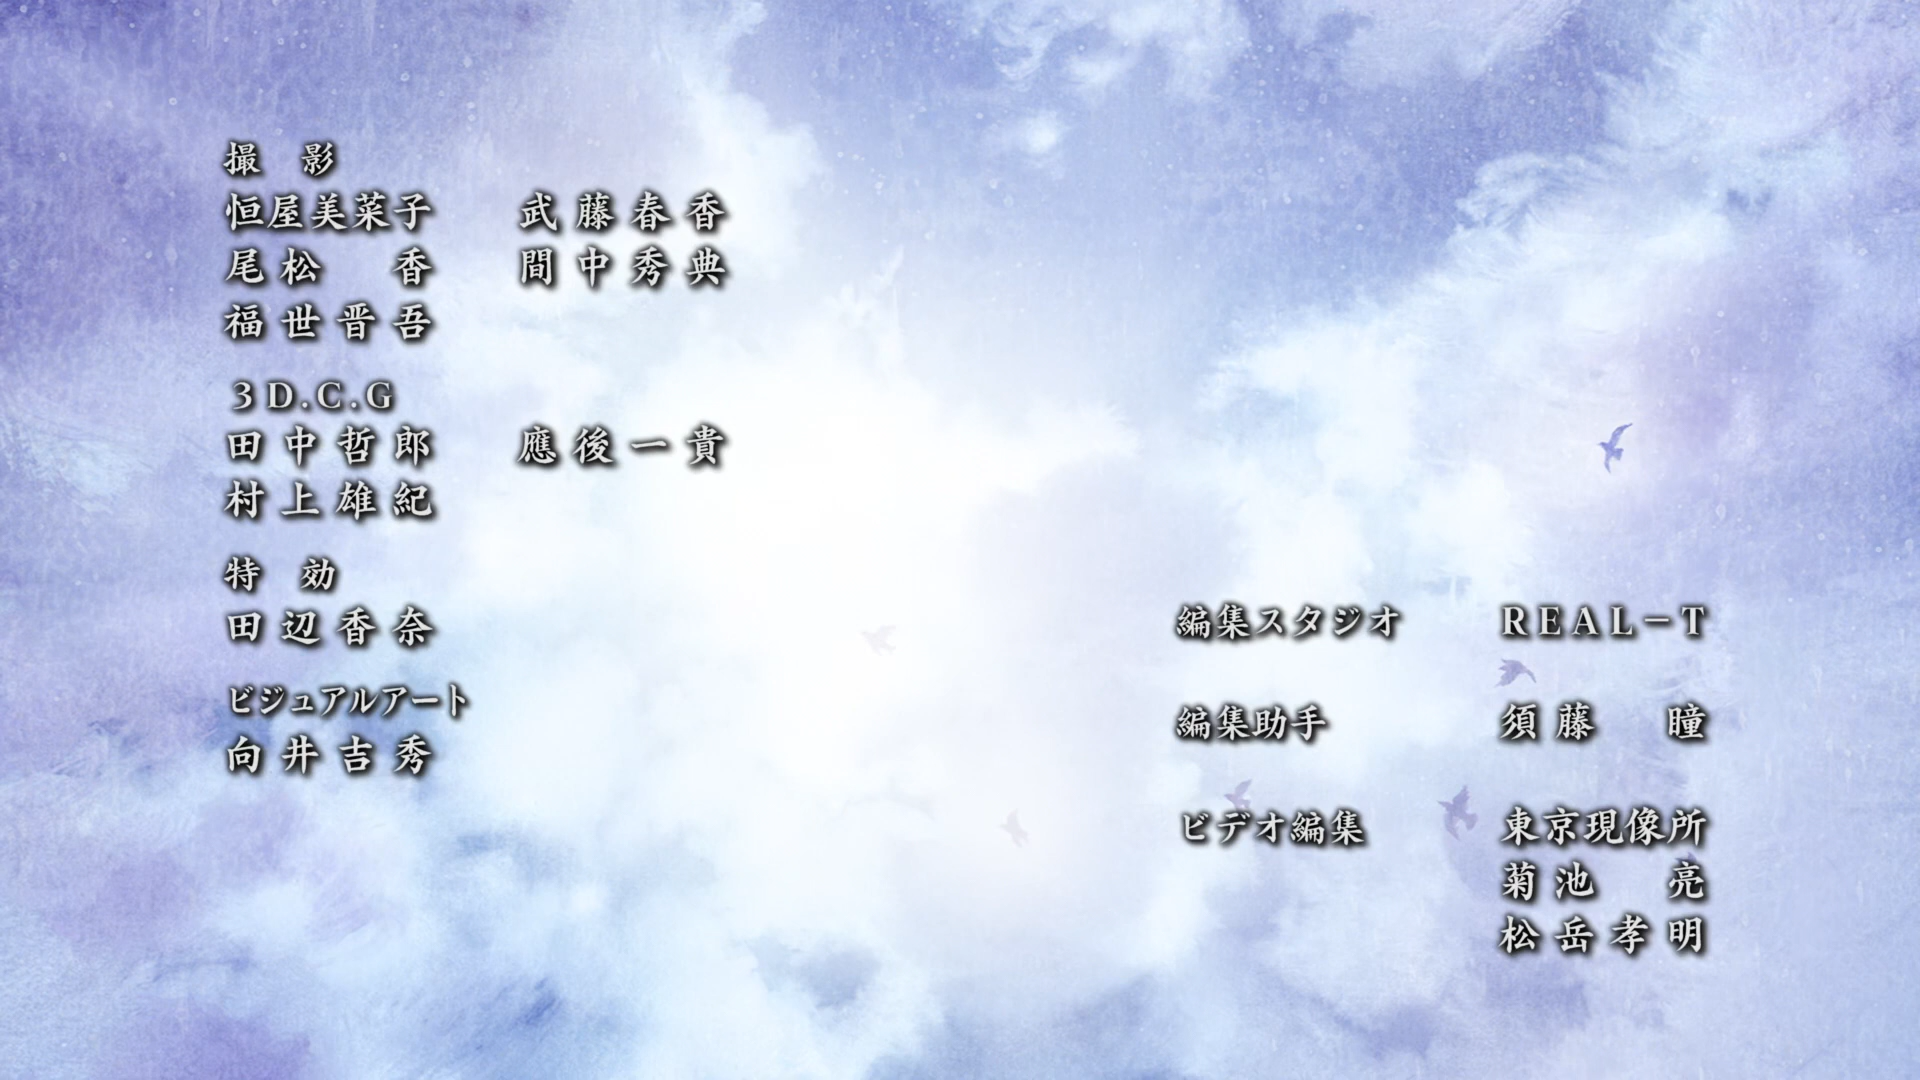 撮　影
恒屋美菜子　武藤春香
尾松　香　間中秀典
福世晋吾
3D.C.G
田中哲郎　應後一貴
村上雄紀
特　効
田辺香奈
ビジュアルアート
向井吉秀
編集スタジオ　REAL－T
編集助手　須藤　瞳
ビデオ編集　東京現像所
菊池　亮
松岳孝明